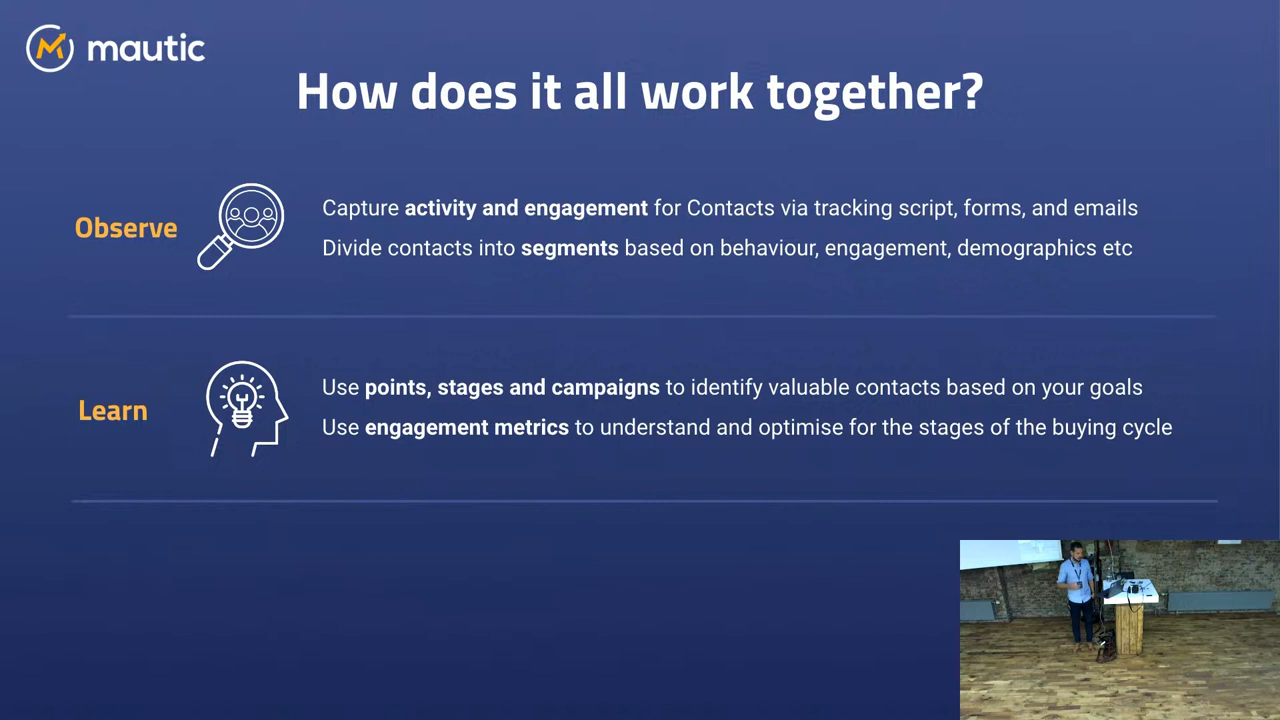 mautic
How does it all work together?
Observe
Capture activity and engagement for Contacts via tracking script, forms, and emails
Divide contacts into segments based on behaviour, engagement, demographics etc
Learn
Use points, stages and campaigns to identify valuable contacts based on your goals
Use engagement metrics to understand and optimise for the stages of the buying cycle